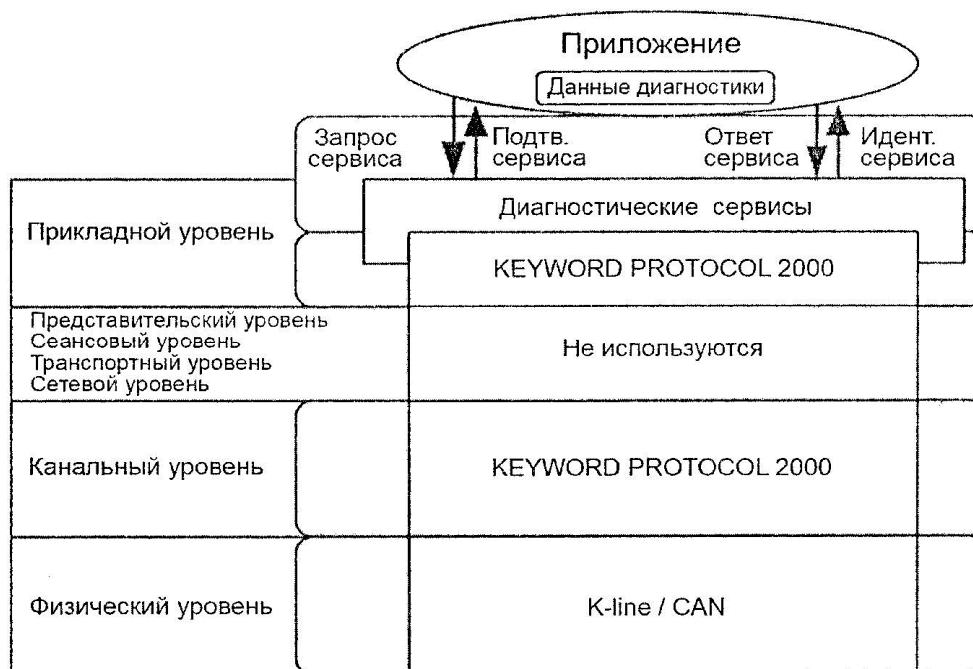 Приложение
Данные диагностики
Запрос
сервиса
Подтв.
сервиса
Ответ
сервиса
Идент.
сервиса
Диагностические сервисы
Прикладной уровень
KEYWORD PROTOCOL 2000
Представительский уровень
Сеансовый уровень
Транспортный уровень
Сетевой уровень
Не используются
Канальный уровень
KEYWORD PROTOCOL 2000
Физический уровень
K-line / CAN